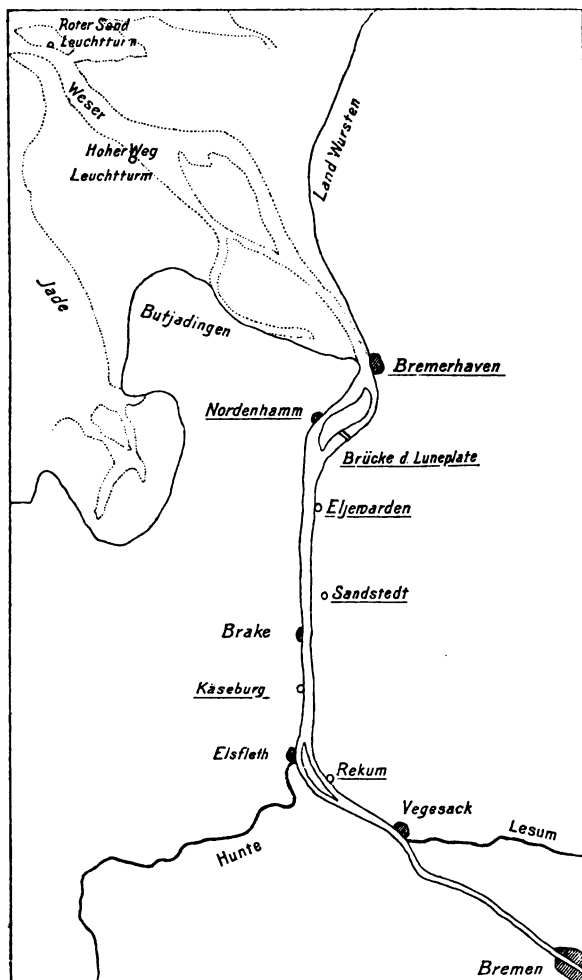 Roter Sand
Leuchtturm
Weser
Hoher Weg
Leuchtturm
Land Wursten
Jade
Butjadingen
Bremerhaven
Nordenhamm
Brücke d. Luneplate
Eljewarden
Sandstedt
Brake
Käseburg
Elsfleth
Rekum
Vegesack
Lesum
Hunte
Bremen